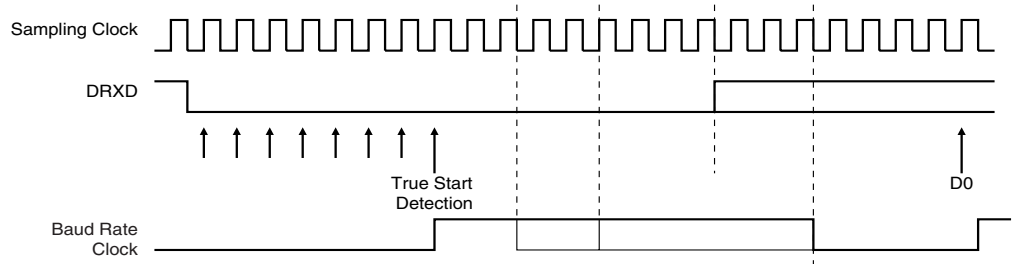 Sampling Clock
DRXD
True Start
Detection
D0
Baud Rate
Clock